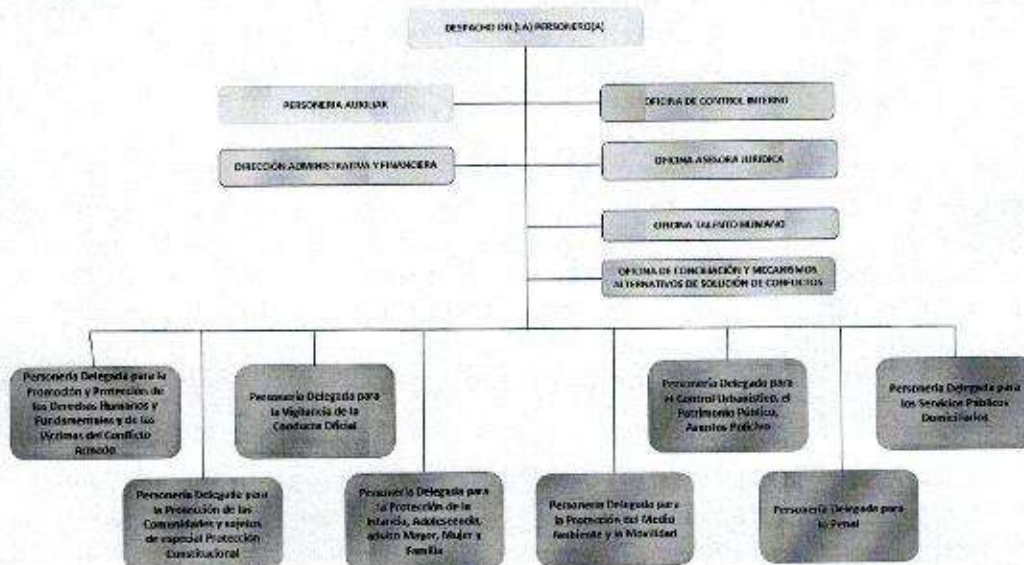 DESPACHO DEL(LA) PERSONERO(A)
PERSONERIA AUXILIAR
OFICINA DE CONTROL INTERNO
DIRECCIÓN ADMINISTRATIVA Y FINANCIERA
OFICINA ASESORA JURÍDICA
OFICINA TALENTO HUMANO
OFICINA DE CONCILIACIÓN Y MECANISMOS
ALTERNATIVOS DE SOLUCIÓN DE CONFLICTOS
Personería Delegada para la
Promoción y Protección de
los Derechos Humanos y
Fundamentales y de las
Víctimas del Conflicto
Armado
Personería Delegada para
la Vigilancia de la
Conducta Oficial
Personería Delegado para
el Control Urbanístico, el
Patrimonio Público,
Asuntos Policivo
Personería Delegada para
los Servicios Públicos
Domiciliarios
Personería Delegada para
la Protección de las
Comunidades y sujetos
de especial Protección
Constitucional
Personería Delegada para
la Protección de la
Infancia, Adolescencia,
adulto Mayor, Mujer y
Familia
Personería Delegada para
la Protección del Medio
Ambiente y la Movilidad
Personería Delegada para
lo Penal